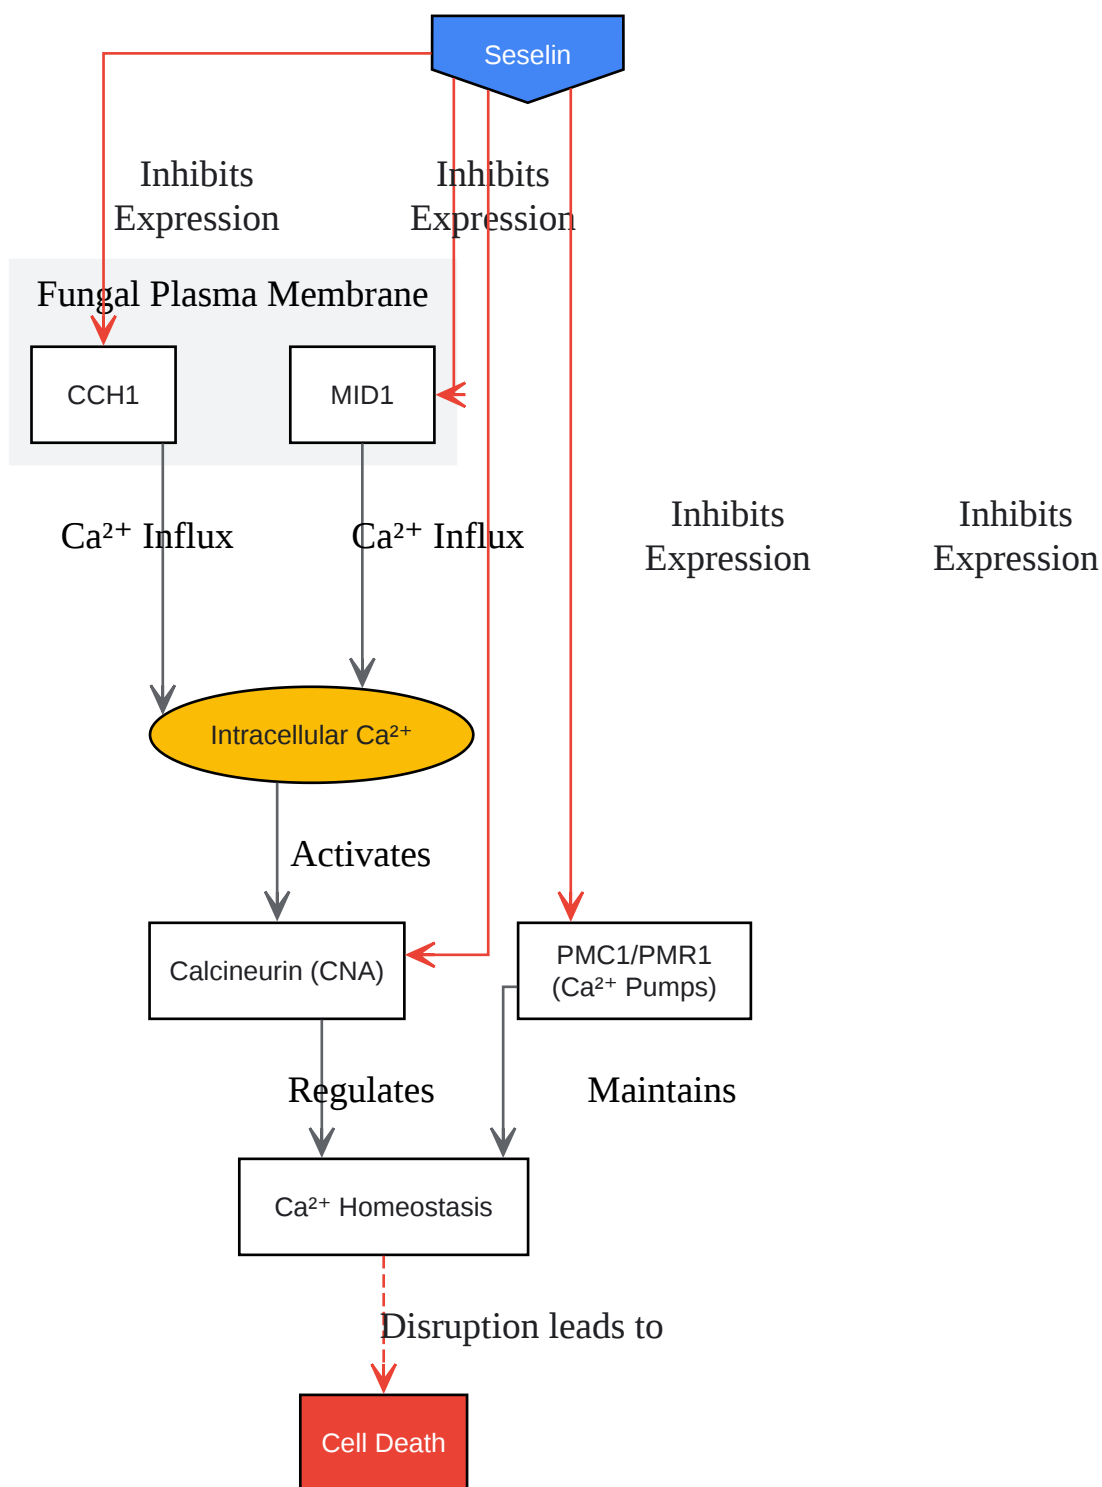 Seselin
Inhibits
Expression
Inhibits
Expression
Fungal Plasma Membrane
CCH1
MID1
Ca²⁺ Influx
Ca²⁺ Influx
Inhibits
Expression
Inhibits
Expression
Intracellular Ca²⁺
Activates
Calcineurin (CNA)
PMC1/PMR1
(Ca²⁺ Pumps)
Regulates
Maintains
Ca²⁺ Homeostasis
Disruption leads to
Cell Death